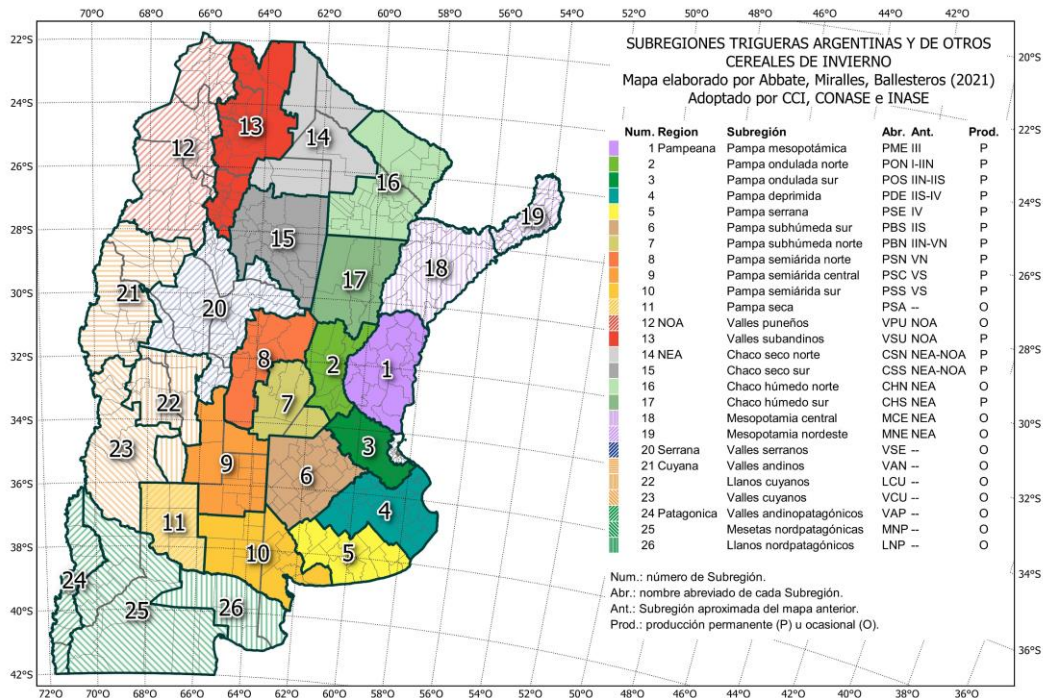 70°O 68°O 66°O 64°O 62°O 60°O 58°O 56°O 54°O 52°O 50°O 48°O 46°O 44°O 42°O 40°O
22°S
24°S
26°S
28°S
30°S
32°S
34°S
36°S
38°S
40°S
42°S
12
13
14
16
19
15
18
17
21
20
8
2
1
7
22
23
3
9
6
4
11
10
5
24
25
26
SUBREGIONES TRIGUERAS ARGENTINAS Y DE OTROS
CEREALES DE INVIERNO
Mapa elaborado por Abbate, Miralles, Ballesteros (2021)
Adoptado por CCI, CONASE e INASE
Num. Region Subregión Abr. Ant. Prod.
1 Pampeana Pampa mesopotámica PME III P
2 Pampa ondulada norte PON I-IIN P
3 Pampa ondulada sur POS IIN-IIS P
4 Pampa deprimida PDE IIS-IV P
5 Pampa serrana PSE IV P
6 Pampa subhúmeda sur PBS IIS P
7 Pampa subhúmeda norte PBN IIN-VN P
8 Pampa semiárida norte PSN VN P
9 Pampa semiárida central PSC VS P
10 Pampa semiárida sur PSS VS P
11 Pampa seca PSA -- O
12 NOA Valles puneños VPU NOA O
13 Valles subandinos VSU NOA P
14 NEA Chaco seco norte CSN NEA-NOA P
15 Chaco seco sur CSS NEA-NOA P
16 Chaco húmedo norte CHN NEA O
17 Chaco húmedo sur CHS NEA P
18 Mesopotamia central MCE NEA O
19 Mesopotamia nordeste MNE NEA O
20 Serrana Valles serranos VSE -- O
21 Cuyana Valles andinos VAN -- O
22 Llanos cuyanos LCU -- O
23 Valles cuyanos VCU -- O
24 Patagonica Valles andinopatagónicos VAP -- O
25 Mesetas nordpatagónicas MNP -- O
26 Llanos nordpatagónicos LNP -- O
Num.: número de Subregión.
Abr.: nombre abreviado de cada Subregión.
Ant.: Subregión aproximada del mapa anterior.
Prod.: producción permanente (P) u ocasional (O).
20°S
22°S
24°S
26°S
28°S
30°S
32°S
34°S
36°S
72°O 70°O 68°O 66°O 64°O 62°O 60°O 58°O 56°O 54°O 52°O 50°O 48°O 46°O 44°O 42°O 40°O 38°O 36°O